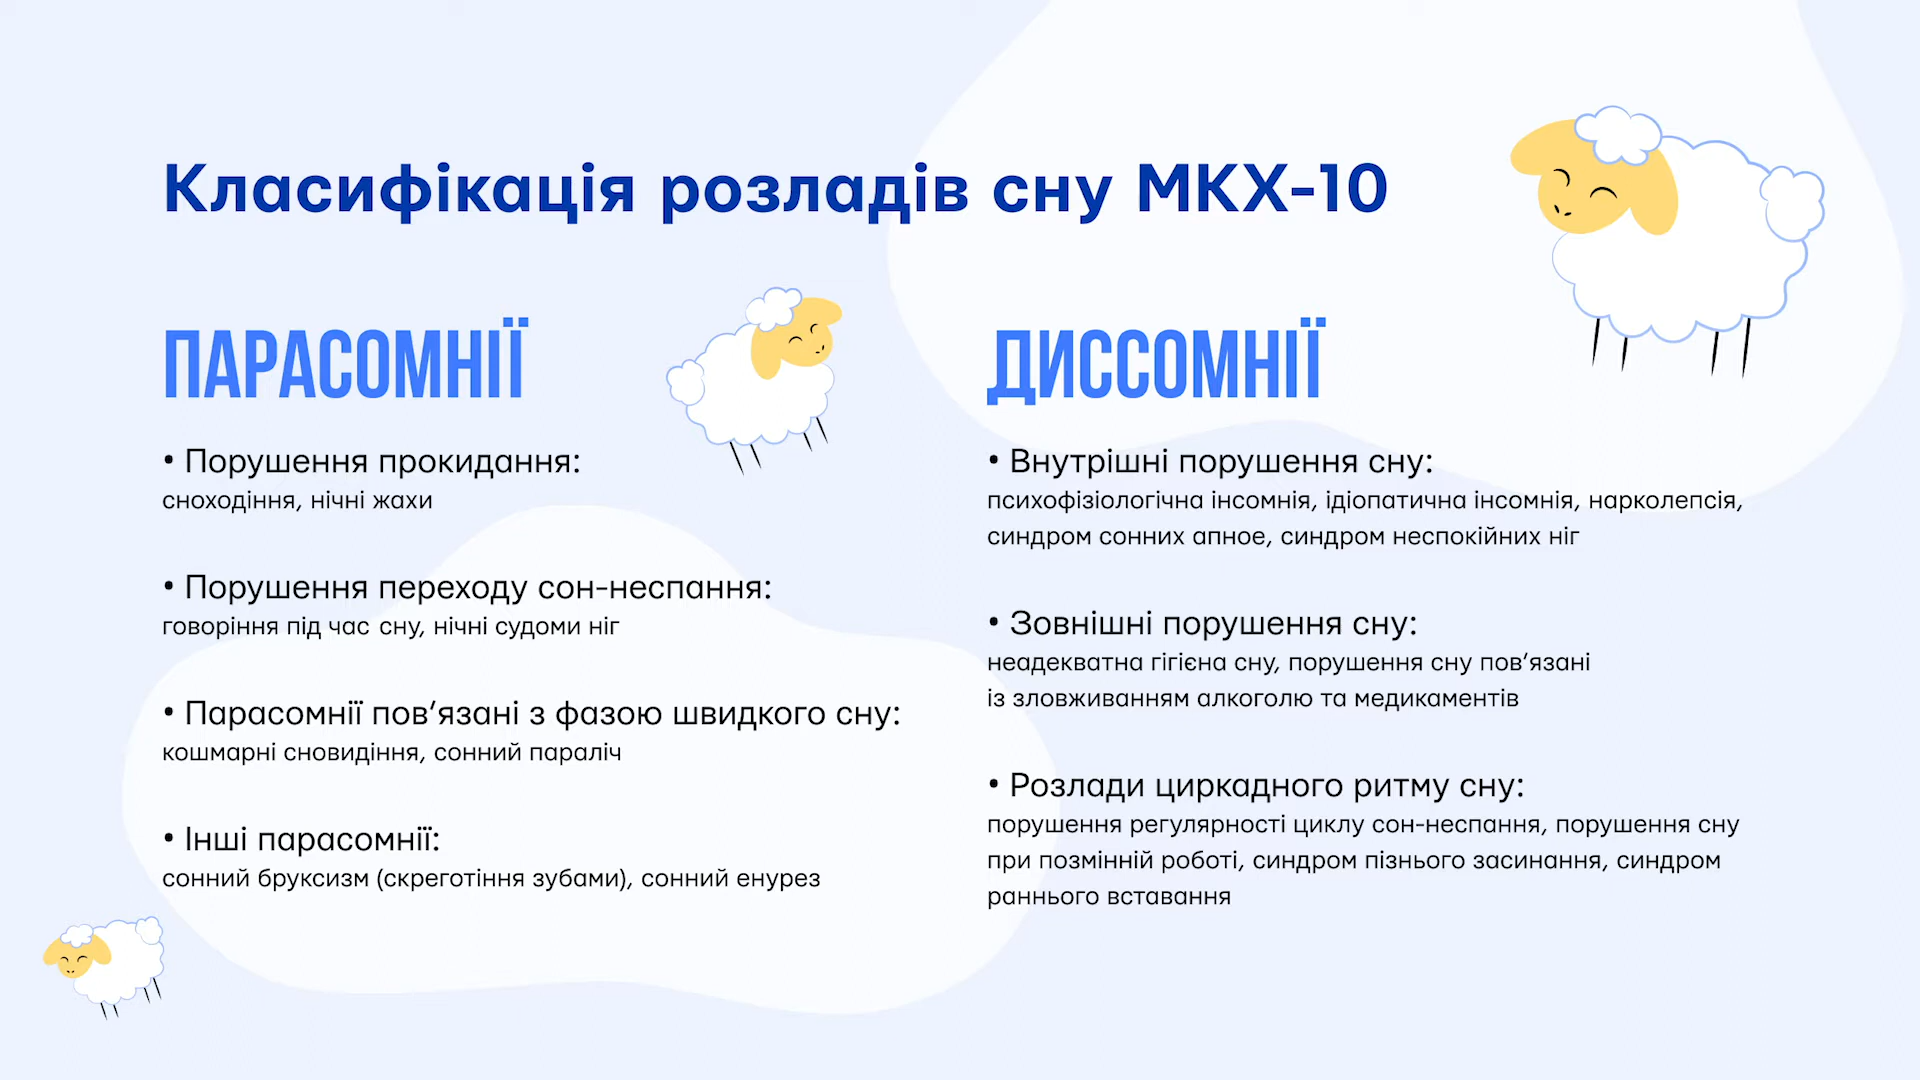 Класифікація розладів сну МКХ-10
ПАРАСОМНІЇ
• Порушення прокидання:
сноходіння, нічні жахи
• Порушення переходу сон-неспання:
говоріння під час сну, нічні судоми ніг
• Парасомнії пов’язані з фазою швидкого сну:
кошмарні сновидіння, сонний параліч
• Інші парасомнії:
сонний бруксизм (скреготіння зубами), сонний енурез
ДИССОМНІЇ
• Внутрішні порушення сну:
психофізіологічна інсомнія, ідіопатична інсомнія, нарколепсія,
синдром сонних апное, синдром неспокійних ніг
• Зовнішні порушення сну:
неадекватна гігієна сну, порушення сну пов’язані
із зловживанням алкоголю та медикаментів
• Розлади циркадного ритму сну:
порушення регулярності циклу сон-неспання, порушення сну
при позмінній роботі, синдром пізнього засинання, синдром
раннього вставання